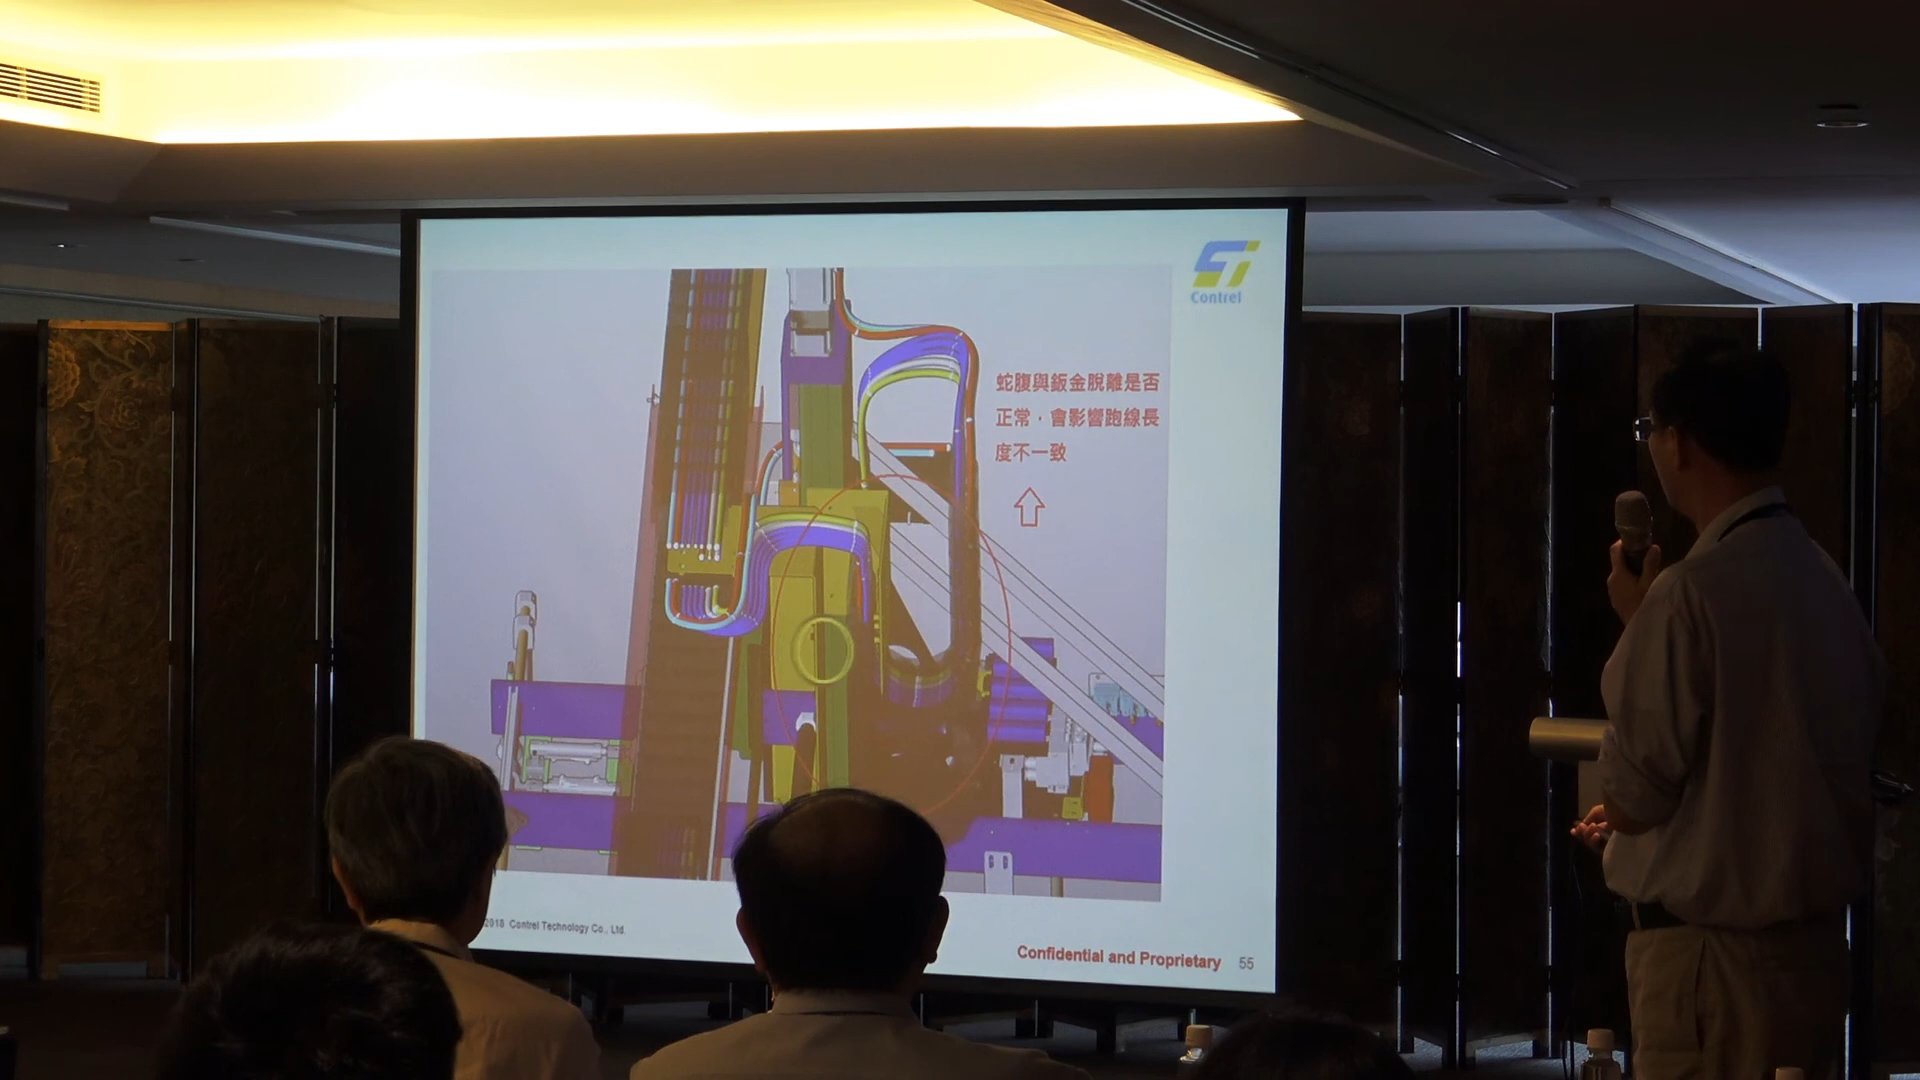 Contrel
蛇腹與鈑金脫離是否
正常，會影響跑線長
度不一致
2018 Contrel Technology Co., Ltd.
Confidential and Proprietary 55